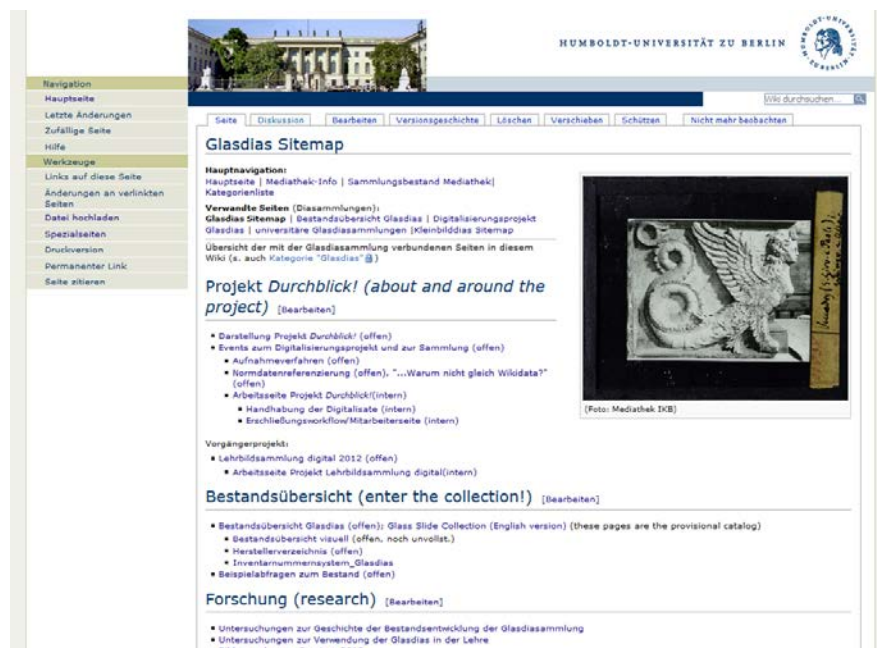 HUMBOLDT-UNIVERSITÄT ZU BERLIN
Navigation
Hauptseite
Letzte Änderungen
Zufällige Seite
Hilfe
Werkzeuge
Links auf diese Seite
Änderungen an verlinkten
Seiten
Datei hochladen
Spezialseiten
Druckversion
Permanenter Link
Seite zitieren
Wiki durchsuchen...
Seite Diskussion Bearbeiten Versionsgeschichte Löschen Verschieben Schützen Nicht mehr beobachten
Glasdias Sitemap
Hauptnavigation:
Hauptseite | Mediathek-Info | Sammlungsbestand Mediathek|
Kategorienliste
Verwandte Seiten (Diasammlungen):
Glasdias Sitemap | Bestandsübersicht Glasdias | Digitalisierungsprojekt
Glasdias | universitäre Glasdiasammlungen |Kleinbilddias Sitemap
Übersicht der mit der Glasdiasammlung verbundenen Seiten in diesem
Wiki (s. auch Kategorie "Glasdias")
Projekt Durchblick! (about and around the
project) [Bearbeiten]
Darstellung Projekt Durchblick! (offen)
Events zum Digitalisierungsprojekt und zur Sammlung (offen)
Aufnahmeverfahren (offen)
Normdatenreferenzierung (offen), "...Warum nicht gleich Wikidata?"
(offen)
Arbeitsseite Projekt Durchblick!(intern)
Handhabung der Digitalisate (intern)
Erschließungsworkflow/Mitarbeiterseite (intern)
(Foto: Mediathek IKB)
Vorgängerprojekt:
Lehrbildsammlung digital 2012 (offen)
Arbeitsseite Projekt Lehrbildsammlung digital(intern)
Bestandsübersicht (enter the collection!) [Bearbeiten]
Bestandsübersicht Glasdias (offen); Glass Slide Collection (English version) (these pages are the provisional catalog)
Bestandsübersicht visuell (offen, noch unvollst.)
Herstellerverzeichnis (offen)
Inventarnummernsystem_Glasdias
Beispielabfragen zum Bestand (offen)
Forschung (research) [Bearbeiten]
Untersuchungen zur Geschichte der Bestandsentwicklung der Glasdiasammlung
Untersuchungen zur Verwendung der Glasdias in der Lehre